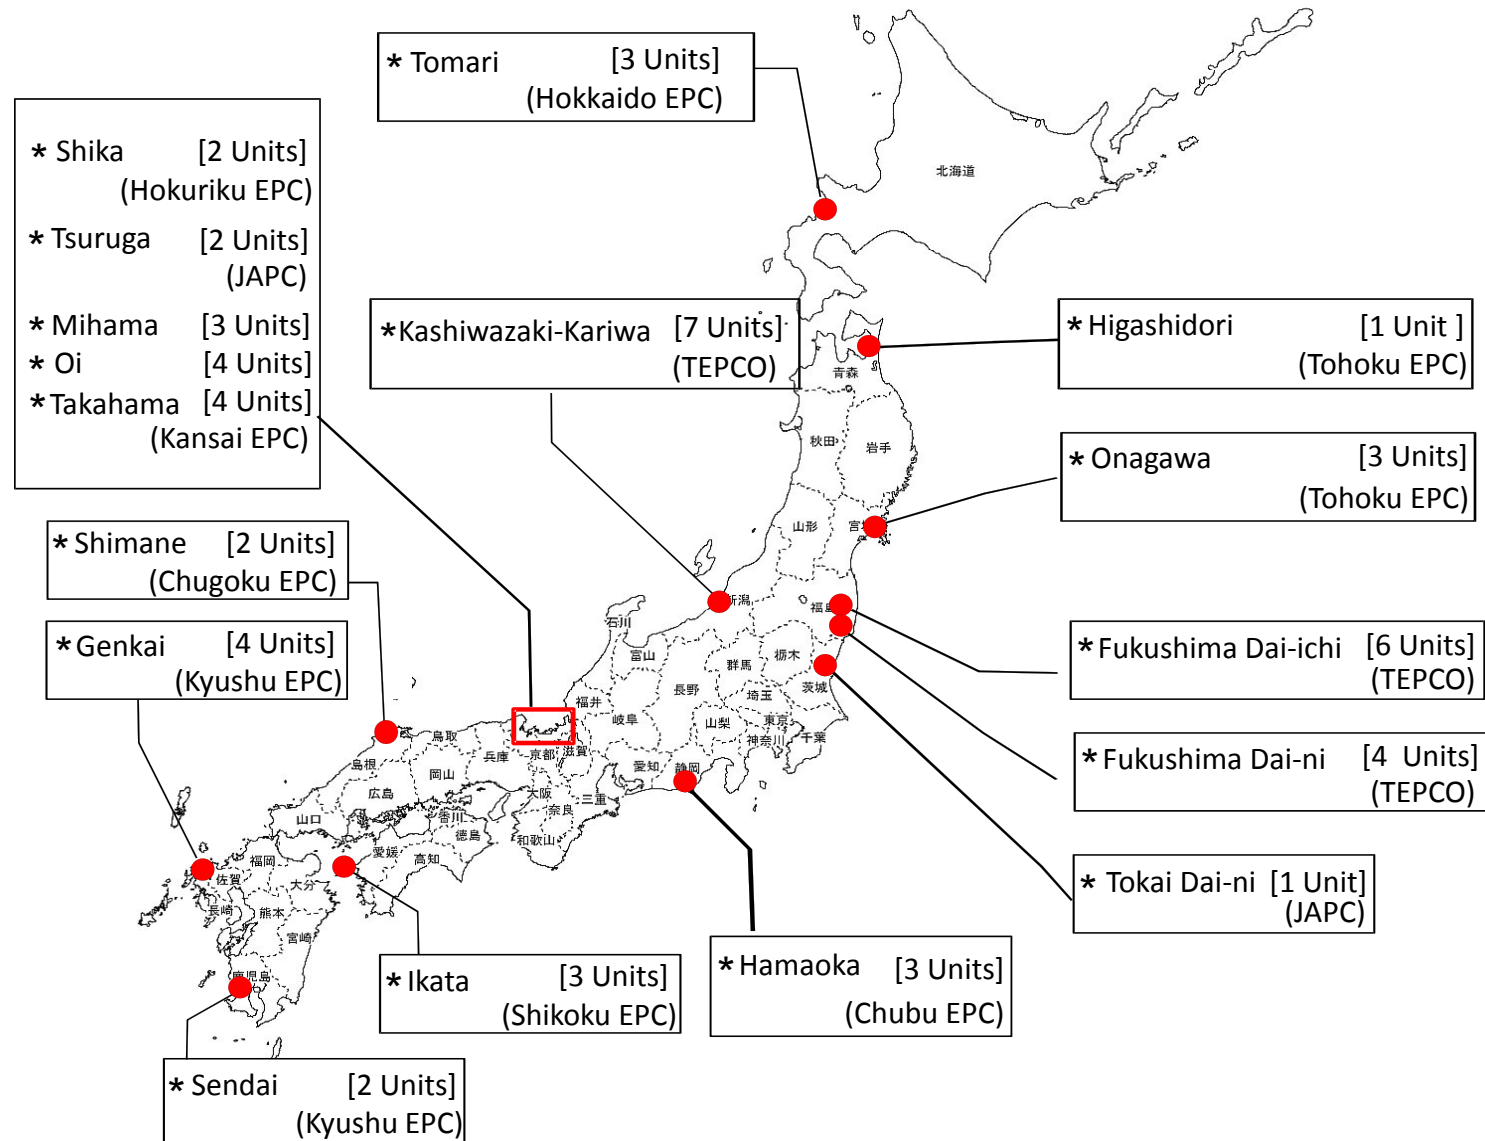 * Tomari [3 Units]
(Hokkaido EPC)
* Shika [2 Units]
(Hokuriku EPC)
* Tsuruga [2 Units]
(JAPC)
* Mihama [3 Units]
* Oi [4 Units]
* Takahama [4 Units]
(Kansai EPC)
* Kashiwazaki-Kariwa [7 Units]
(TEPCO)
* Higashidori [1 Unit ]
(Tohoku EPC)
* Onagawa [3 Units]
(Tohoku EPC)
* Shimane [2 Units]
(Chugoku EPC)
* Genkai [4 Units]
(Kyushu EPC)
* Fukushima Dai-ichi [6 Units]
(TEPCO)
* Fukushima Dai-ni [4 Units]
(TEPCO)
* Tokai Dai-ni [1 Unit]
(JAPC)
* Hamaoka [3 Units]
(Chubu EPC)
* Ikata [3 Units]
(Shikoku EPC)
* Sendai [2 Units]
(Kyushu EPC)
北海道
青森
秋田
岩手
山形
宮城
新潟
福島
石川
富山
群馬
栃木
茨城
長野
埼玉
福井
岐阜
山梨
東京
神奈川
千葉
鳥取
兵庫
京都
滋賀
愛知
静岡
島根
岡山
広島
大阪
奈良
三重
山口
香川
徳島
和歌山
愛媛
高知
福岡
佐賀
大分
長崎
熊本
宮崎
鹿児島